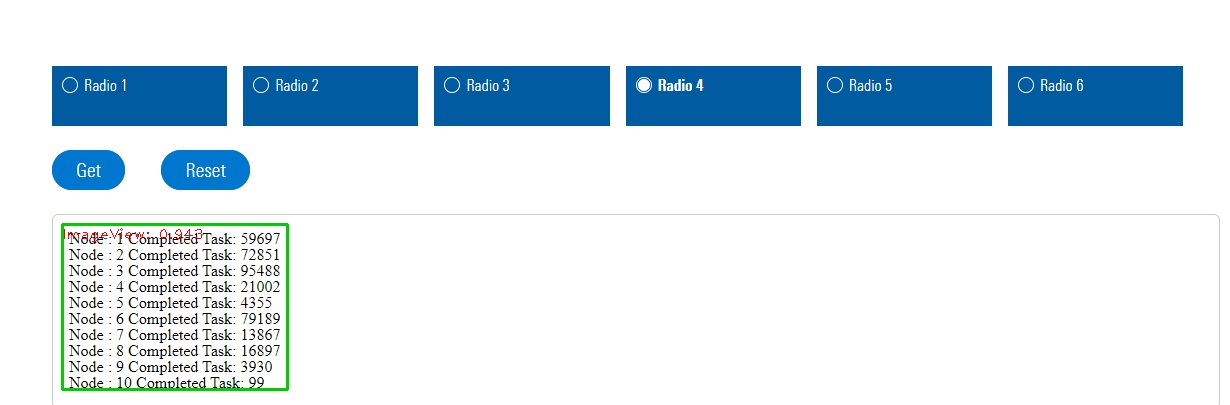 Radio 1
Radio 2
Radio 3
Radio 4
Radio 5
Radio 6
Get
Reset
ImageView: 0.943
Node : 1 Completed Task: 59697
Node : 2 Completed Task: 72851
Node : 3 Completed Task: 95488
Node : 4 Completed Task: 21002
Node : 5 Completed Task: 4355
Node : 6 Completed Task: 79189
Node : 7 Completed Task: 13867
Node : 8 Completed Task: 16897
Node : 9 Completed Task: 3930
Node : 10 Completed Task: 99